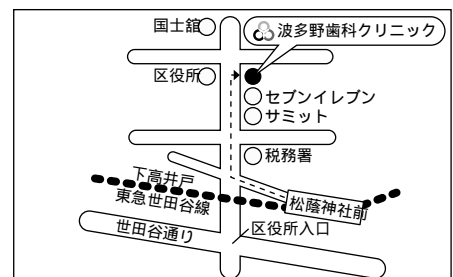 国士舘
波多野歯科クリニック
区役所
セブンイレブン
サミット
税務署
下高井戸
東急世田谷線
松蔭神社前
世田谷通り
区役所入口